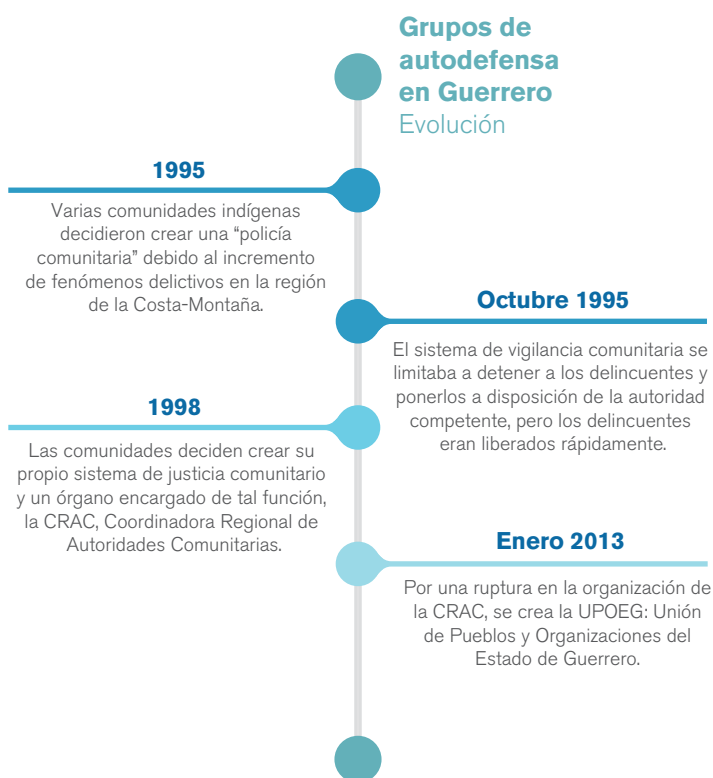 Grupos de
autodefensa
en Guerrero
Evolución
1995
Varias comunidades indígenas
decidieron crear una “policía
comunitaria” debido al incremento
de fenómenos delictivos en la región
de la Costa-Montaña.
Octubre 1995
El sistema de vigilancia comunitaria se
limitaba a detener a los delincuentes y
ponerlos a disposición de la autoridad
competente, pero los delincuentes
eran liberados rápidamente.
1998
Las comunidades deciden crear su
propio sistema de justicia comunitario
y un órgano encargado de tal función,
la CRAC, Coordinadora Regional de
Autoridades Comunitarias.
Enero 2013
Por una ruptura en la organización de
la CRAC, se crea la UPOEG: Unión
de Pueblos y Organizaciones del
Estado de Guerrero.